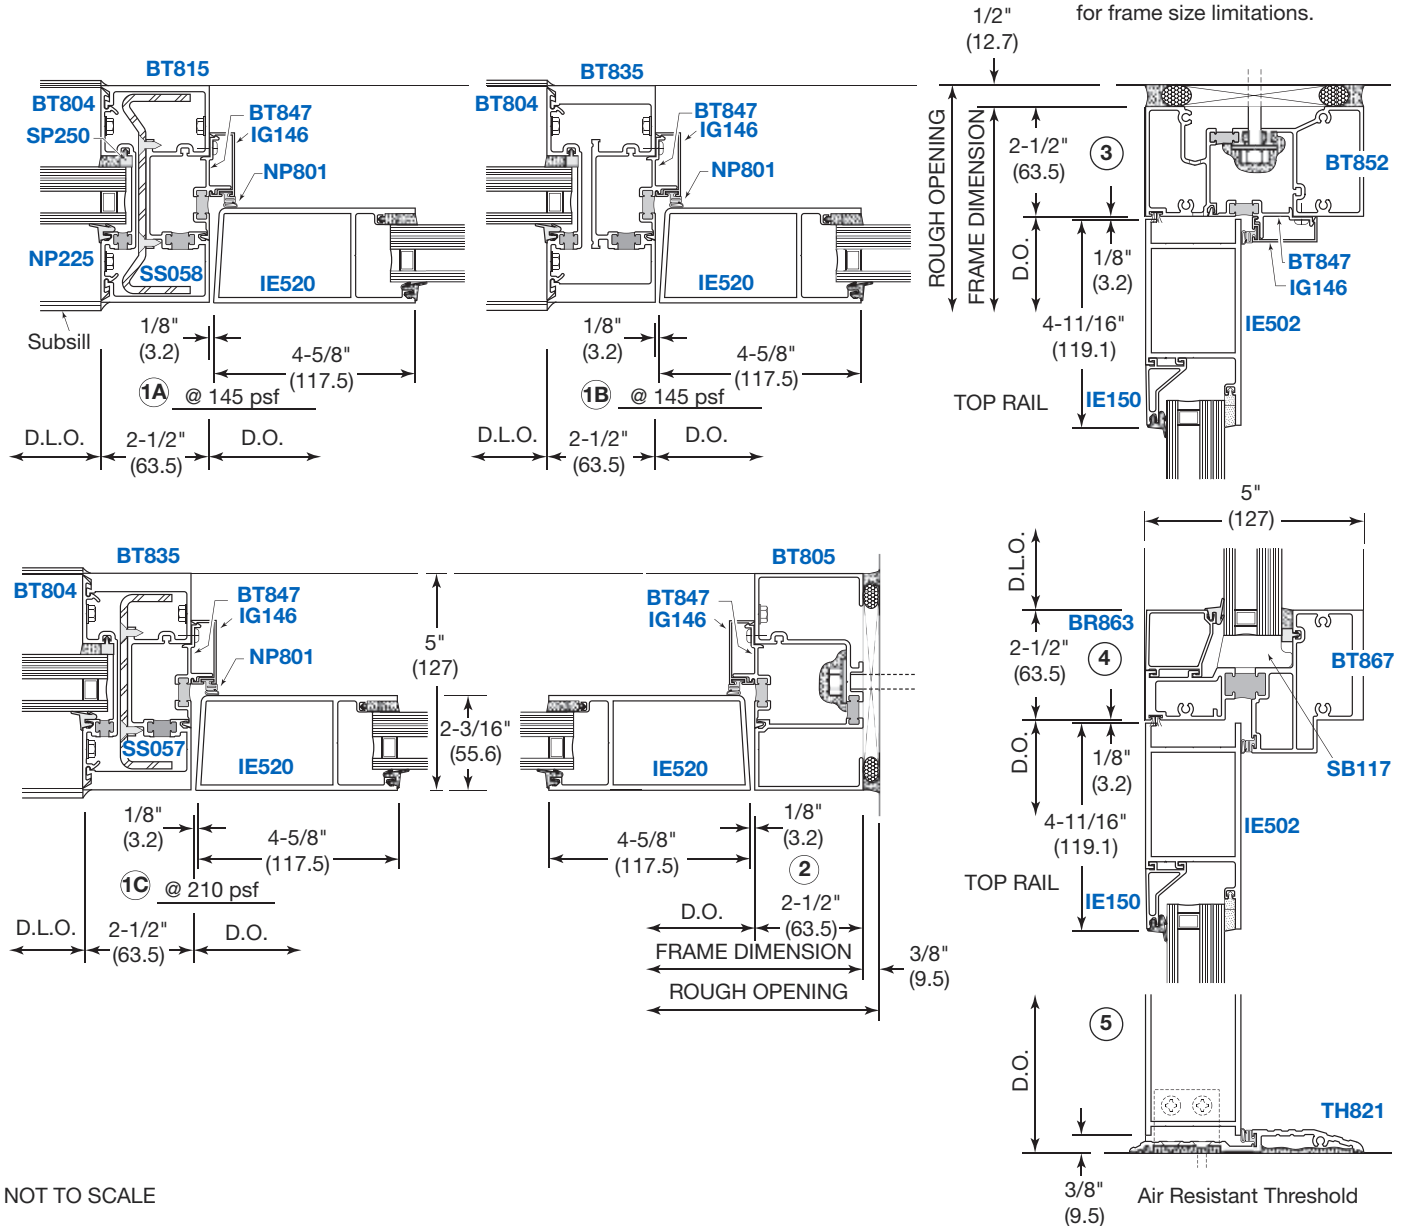 1/2"
(12.7)
for frame size limitations.
BT815
BT804
SP250
BT847
IG146
NP801
NP225
SS058
IE520
Subsill
1/8"
(3.2)
4-5/8"
(117.5)
1A @ 145 psf
D.L.O.
2-1/2"
(63.5)
D.O.
BT835
BT804
BT847
IG146
NP801
IE520
1/8"
(3.2)
4-5/8"
(117.5)
1B @ 145 psf
D.L.O.
2-1/2"
(63.5)
D.O.
ROUGH OPENING
FRAME DIMENSION
2-1/2"
(63.5)
3
BT852
D.O.
1/8"
(3.2)
BT847
IG146
4-11/16"
(119.1)
IE502
TOP RAIL
IE150
BT835
BT804
BT847
IG146
NP801
SS057
IE520
5"
(127)
2-3/16"
(55.6)
1/8"
(3.2)
4-5/8"
(117.5)
1C @ 210 psf
D.L.O.
2-1/2"
(63.5)
D.O.
BT805
BT847
IG146
IE520
4-5/8"
(117.5)
1/8"
(3.2)
2
D.O.
2-1/2"
(63.5)
FRAME DIMENSION
3/8"
(9.5)
ROUGH OPENING
5"
(127)
D.L.O.
BR863
2-1/2"
(63.5)
4
BT867
D.O.
1/8"
(3.2)
SB117
4-11/16"
(119.1)
IE502
TOP RAIL
IE150
5
D.O.
TH821
3/8"
(9.5)
Air Resistant Threshold
NOT TO SCALE